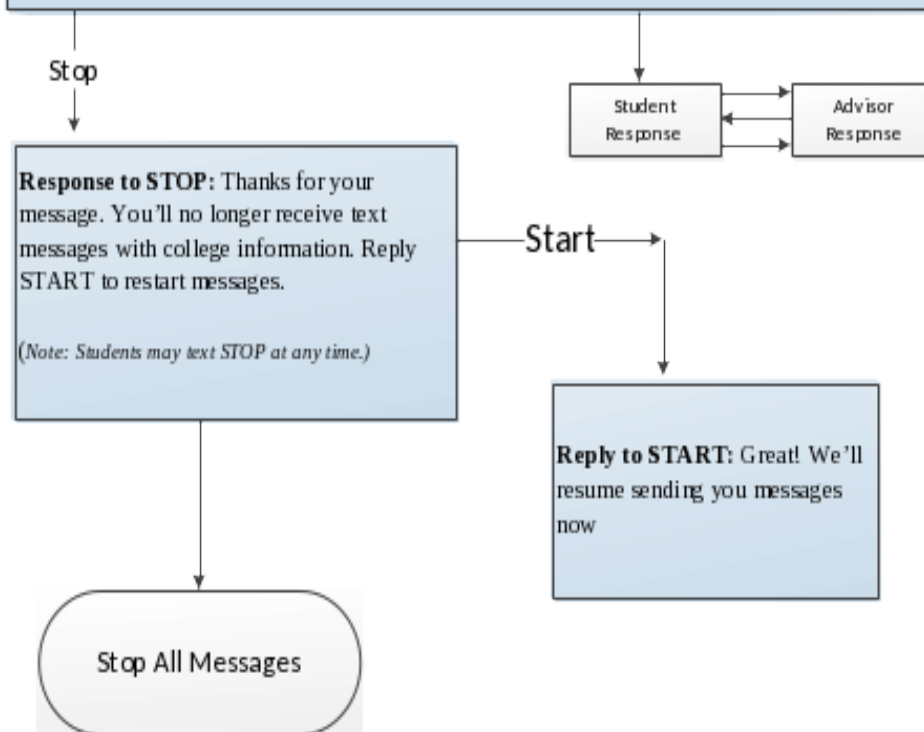 Stop
Student
Response
Advisor
Response
Response to STOP: Thanks for your
message. You’ll no longer receive text
messages with college information. Reply
START to restart messages.
(Note: Students may text STOP at any time.)
Start
Reply to START: Great! We’ll
resume sending you messages
now
Stop All Messages